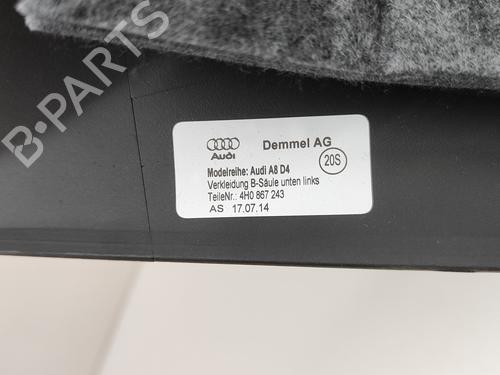 B-PARTS
Demmel AG
Audi
20S
Modelreihe: Audi A8 D4
Verkleidung B-Säule unten links
TeileNr.: 4H0 867 243
AS 17.07.14